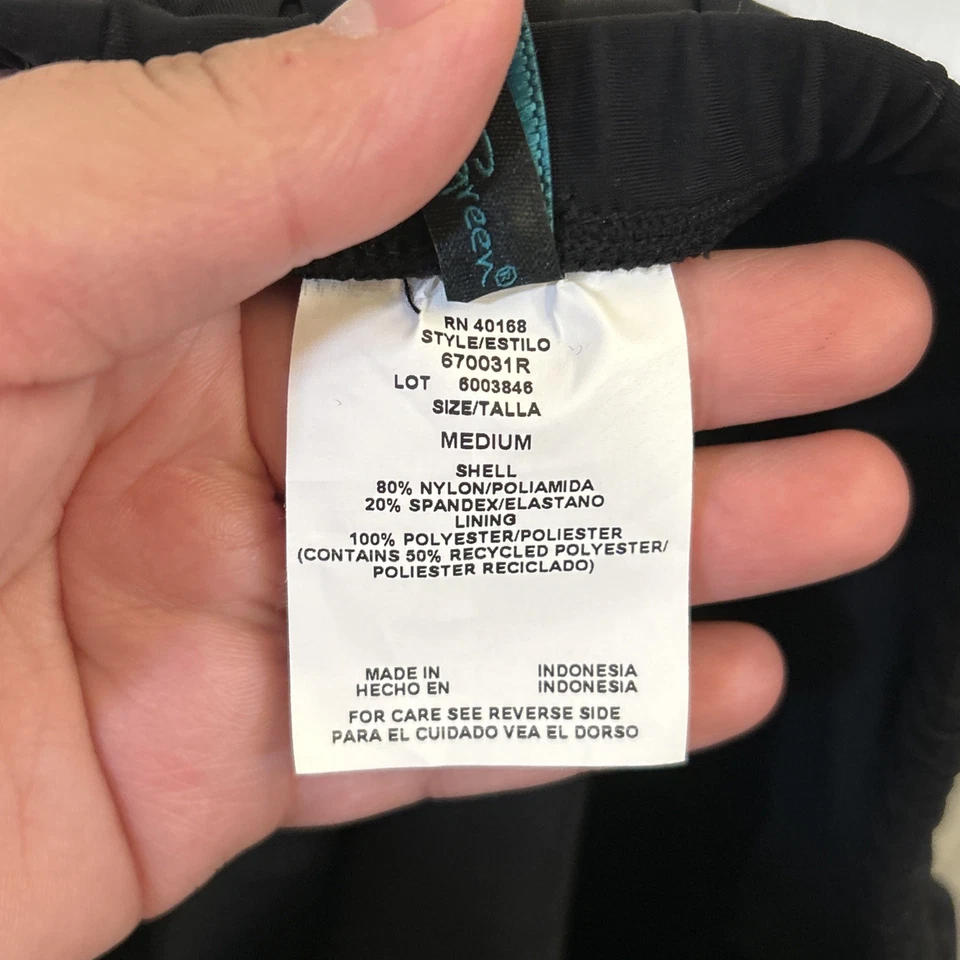 Green®
RN 40168
STYLE/ESTILO
670031R
LOT 6003846
SIZE/TALLA
MEDIUM
SHELL
80% NYLON/POLIAMIDA
20% SPANDEX/ELASTANO
LINING
100% POLYESTER/POLIESTER
(CONTAINS 50% RECYCLED POLYESTER/
POLIESTER RECICLADO)
MADE IN INDONESIA
HECHO EN INDONESIA
FOR CARE SEE REVERSE SIDE
PARA EL CUIDADO VEA EL DORSO